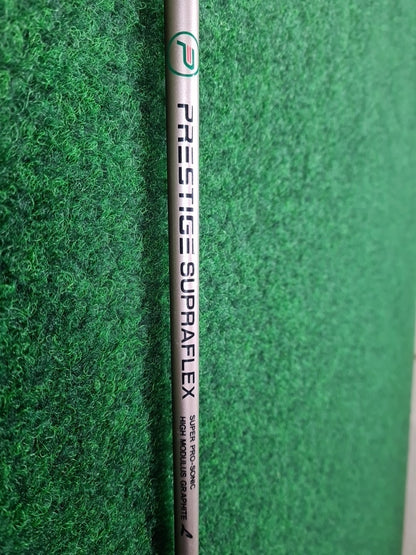 P
PRESTIGE SUPRAFLEX
SUPER PRO-SONIC
HIGH MODULUS GRAPHITE